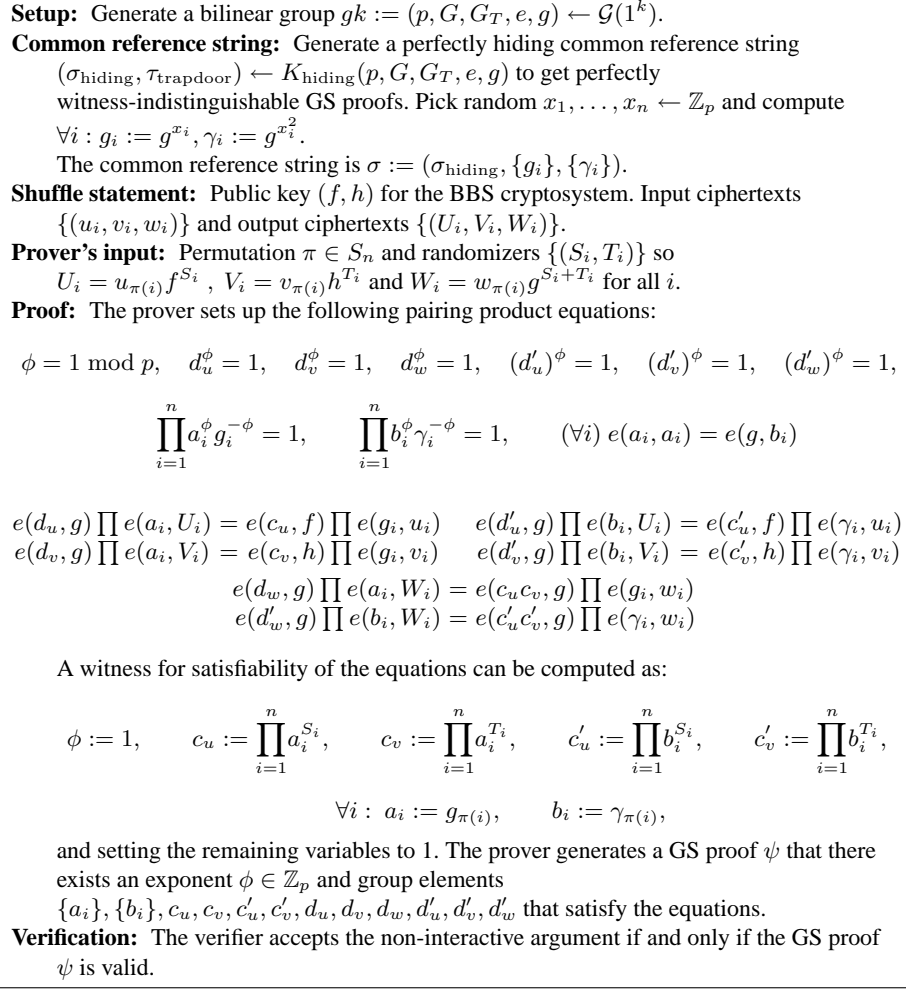 Setup: Generate a bilinear group gk := (p, G, G_T, e, g) ← 𝒢(1^k).
Common reference string: Generate a perfectly hiding common reference string
(σ_hiding, τ_trapdoor) ← K_hiding(p, G, G_T, e, g) to get perfectly
witness-indistinguishable GS proofs. Pick random x_1, . . . , x_n ← ℤ_p and compute
∀i : g_i := g^{x_i}, γ_i := g^{x_i^2}.
The common reference string is σ := (σ_hiding, {g_i}, {γ_i}).
Shuffle statement: Public key (f, h) for the BBS cryptosystem. Input ciphertexts
{(u_i, v_i, w_i)} and output ciphertexts {(U_i, V_i, W_i)}.
Prover's input: Permutation π ∈ S_n and randomizers {(S_i, T_i)} so
U_i = u_{π(i)} f^{S_i} , V_i = v_{π(i)} h^{T_i} and W_i = w_{π(i)} g^{S_i+T_i} for all i.
Proof: The prover sets up the following pairing product equations:
φ = 1 mod p, d_u^φ = 1, d_v^φ = 1, d_w^φ = 1, (d'_u)^φ = 1, (d'_v)^φ = 1, (d'_w)^φ = 1,
∏_{i=1}^{n} a_i^φ g_i^{-φ} = 1, ∏_{i=1}^{n} b_i^φ γ_i^{-φ} = 1, (∀i) e(a_i, a_i) = e(g, b_i)
e(d_u, g) ∏ e(a_i, U_i) = e(c_u, f) ∏ e(g_i, u_i) e(d'_u, g) ∏ e(b_i, U_i) = e(c'_u, f) ∏ e(γ_i, u_i)
e(d_v, g) ∏ e(a_i, V_i) = e(c_v, h) ∏ e(g_i, v_i) e(d'_v, g) ∏ e(b_i, V_i) = e(c'_v, h) ∏ e(γ_i, v_i)
e(d_w, g) ∏ e(a_i, W_i) = e(c_u c_v, g) ∏ e(g_i, w_i)
e(d'_w, g) ∏ e(b_i, W_i) = e(c'_u c'_v, g) ∏ e(γ_i, w_i)
A witness for satisfiability of the equations can be computed as:
φ := 1, c_u := ∏_{i=1}^{n} a_i^{S_i}, c_v := ∏_{i=1}^{n} a_i^{T_i}, c'_u := ∏_{i=1}^{n} b_i^{S_i}, c'_v := ∏_{i=1}^{n} b_i^{T_i},
∀i : a_i := g_{π(i)}, b_i := γ_{π(i)},
and setting the remaining variables to 1. The prover generates a GS proof ψ that there
exists an exponent φ ∈ ℤ_p and group elements
{a_i}, {b_i}, c_u, c_v, c'_u, c'_v, d_u, d_v, d_w, d'_u, d'_v, d'_w that satisfy the equations.
Verification: The verifier accepts the non-interactive argument if and only if the GS proof
ψ is valid.